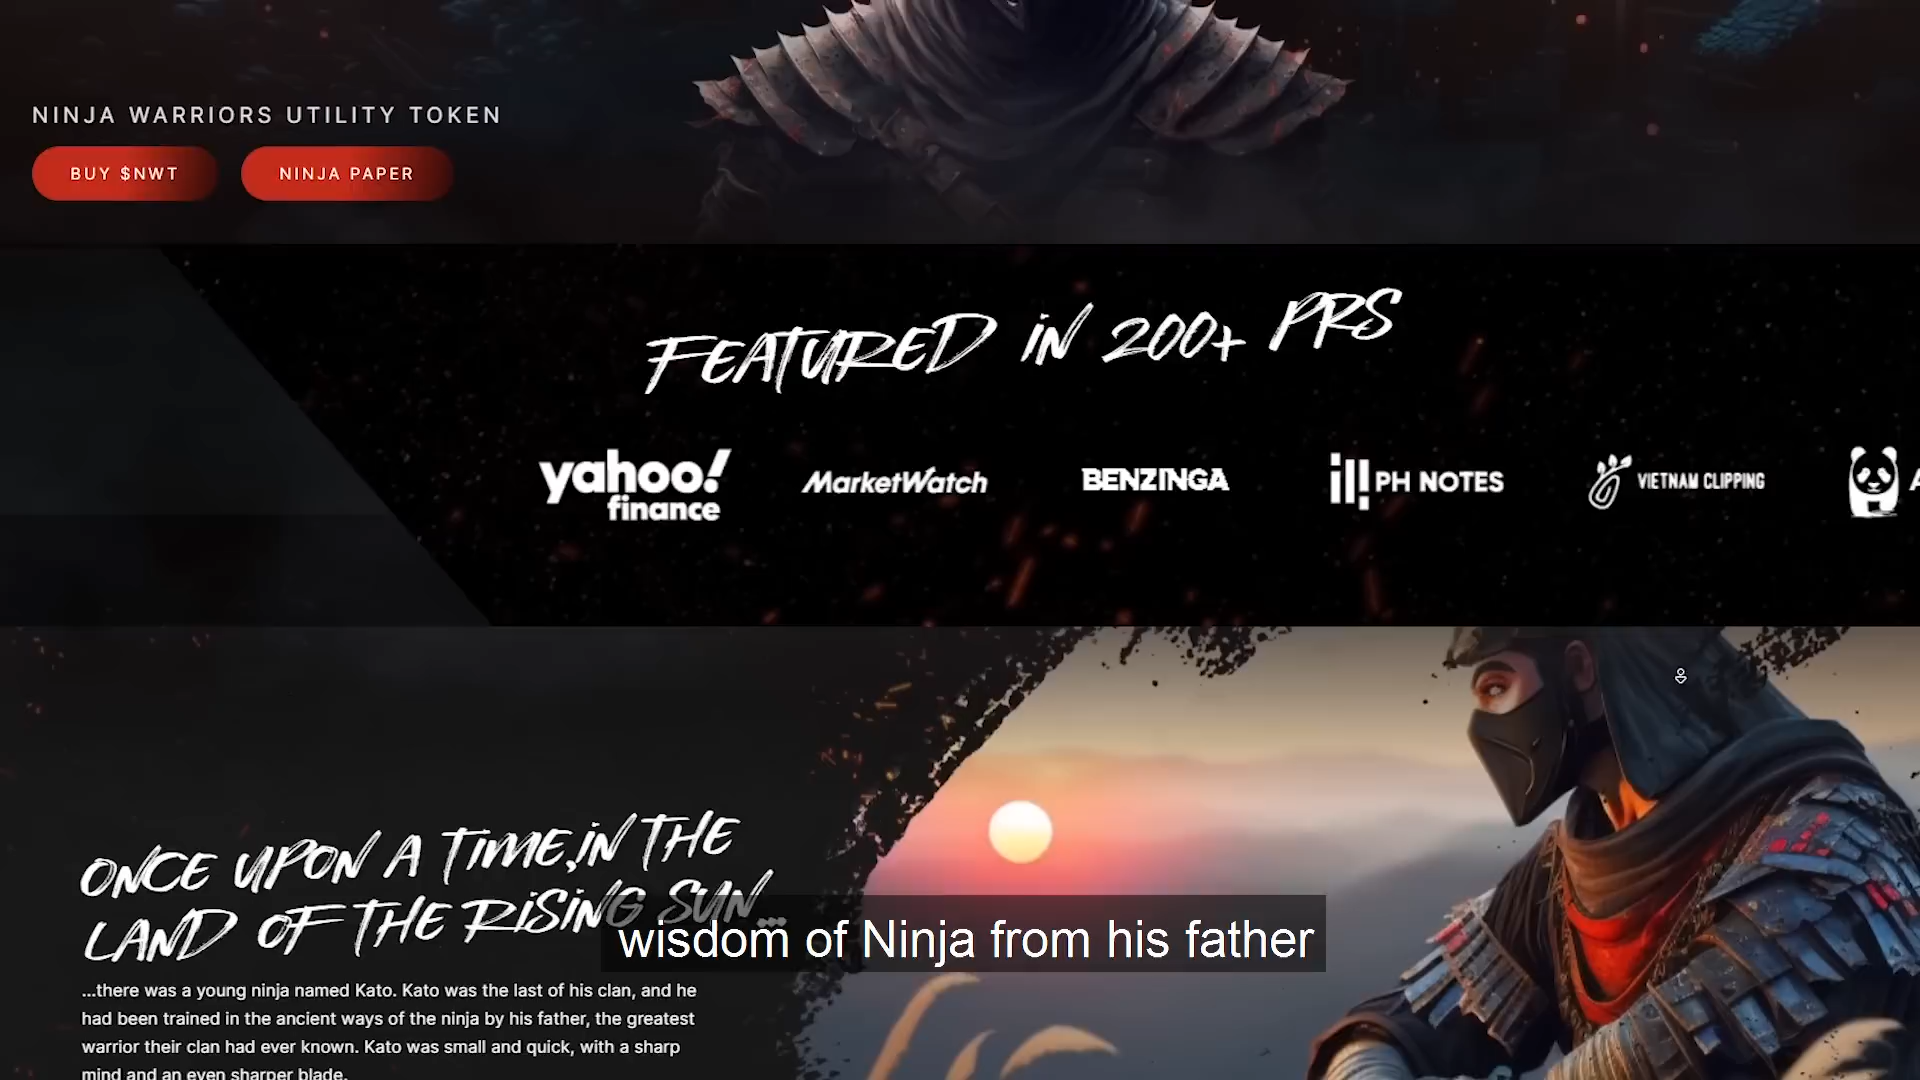 NINJA WARRIORS UTILITY TOKEN
BUY $NWT
NINJA PAPER
FEATURED IN 200+ PRS
yahoo!
finance
MarketWatch
BENZINGA
PH NOTES
VIETNAM CLIPPING
ONCE UPON A TIME,IN THE
LAND OF THE RISING SUN...
wisdom of Ninja from his father
...there was a young ninja named Kato. Kato was the last of his clan, and he
had been trained in the ancient ways of the ninja by his father, the greatest
warrior their clan had ever known. Kato was small and quick, with a sharp
mind and an even sharper blade.